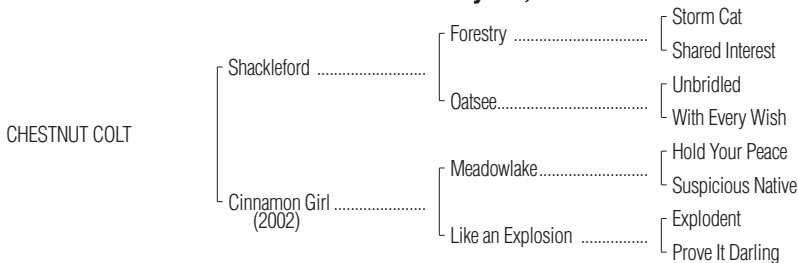 Storm Cat
Forestry ........................
Shared Interest
Shackleford ..........................
Unbridled
Oatsee...................................
With Every Wish
CHESTNUT COLT
Hold Your Peace
Meadowlake..........................
Suspicious Native
Cinnamon Girl ......................
(2002)
Explodent
Like an Explosion ................
Prove It Darling